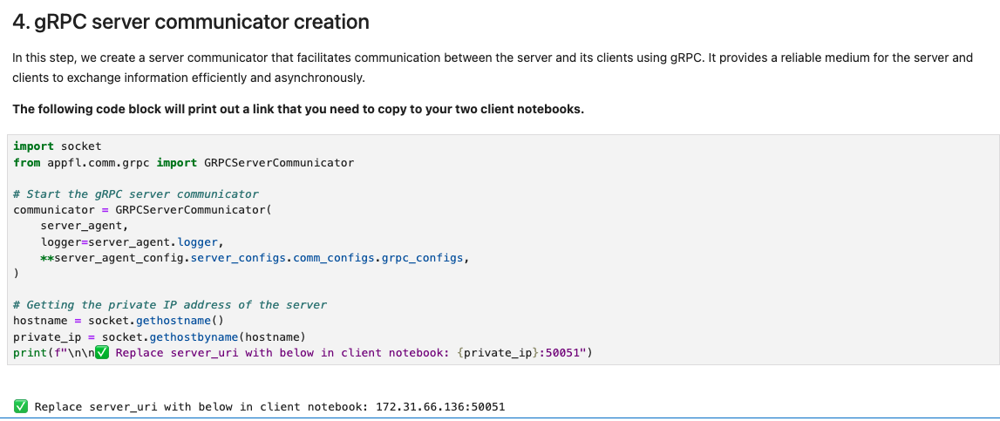 4. gRPC server communicator creation
In this step, we create a server communicator that facilitates communication between the server and its clients using gRPC. It provides a reliable medium for the server and
clients to exchange information efficiently and asynchronously.
The following code block will print out a link that you need to copy to your two client notebooks.
import socket
from appfl.comm.grpc import GRPCServerCommunicator
# Start the gRPC server communicator
communicator = GRPCServerCommunicator(
    server_agent,
    logger=server_agent.logger,
    **server_agent_config.server_configs.comm_configs.grpc_configs,
)
# Getting the private IP address of the server
hostname = socket.gethostname()
private_ip = socket.gethostbyname(hostname)
print(f"\n\n✅ Replace server_uri with below in client notebook: {private_ip}:50051")
✅ Replace server_uri with below in client notebook: 172.31.66.136:50051